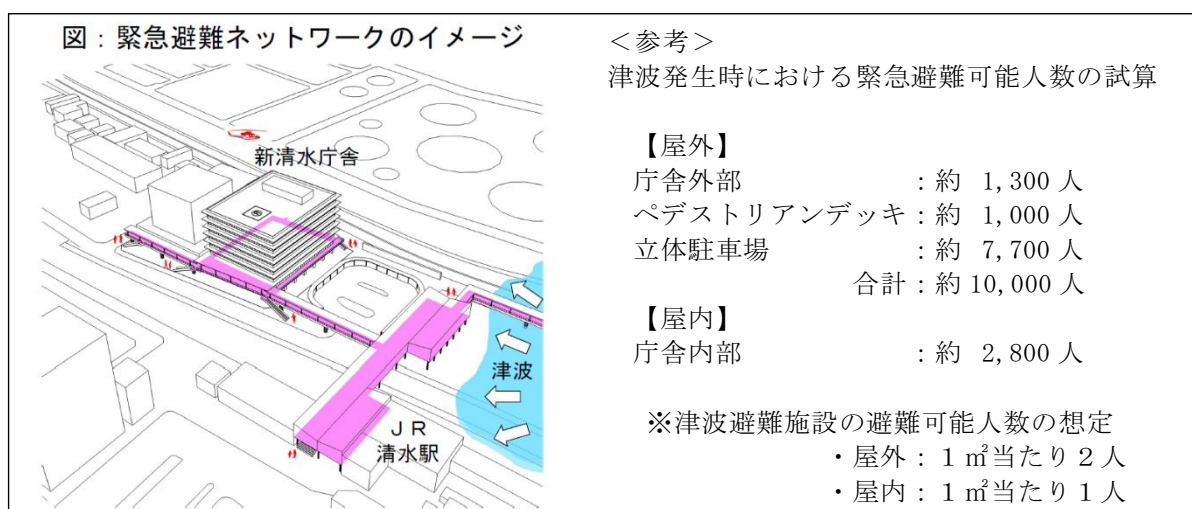 図：緊急避難ネットワークのイメージ
新清水庁舎
津波
ＪＲ
清水駅
＜参考＞
津波発生時における緊急避難可能人数の試算
【屋外】
庁舎外部 ：約 1,300 人
ペデストリアンデッキ：約 1,000 人
立体駐車場 ：約 7,700 人
合計：約 10,000 人
【屋内】
庁舎内部 ：約 2,800 人
※津波避難施設の避難可能人数の想定
・屋外：１㎡当たり２人
・屋内：１㎡当たり１人